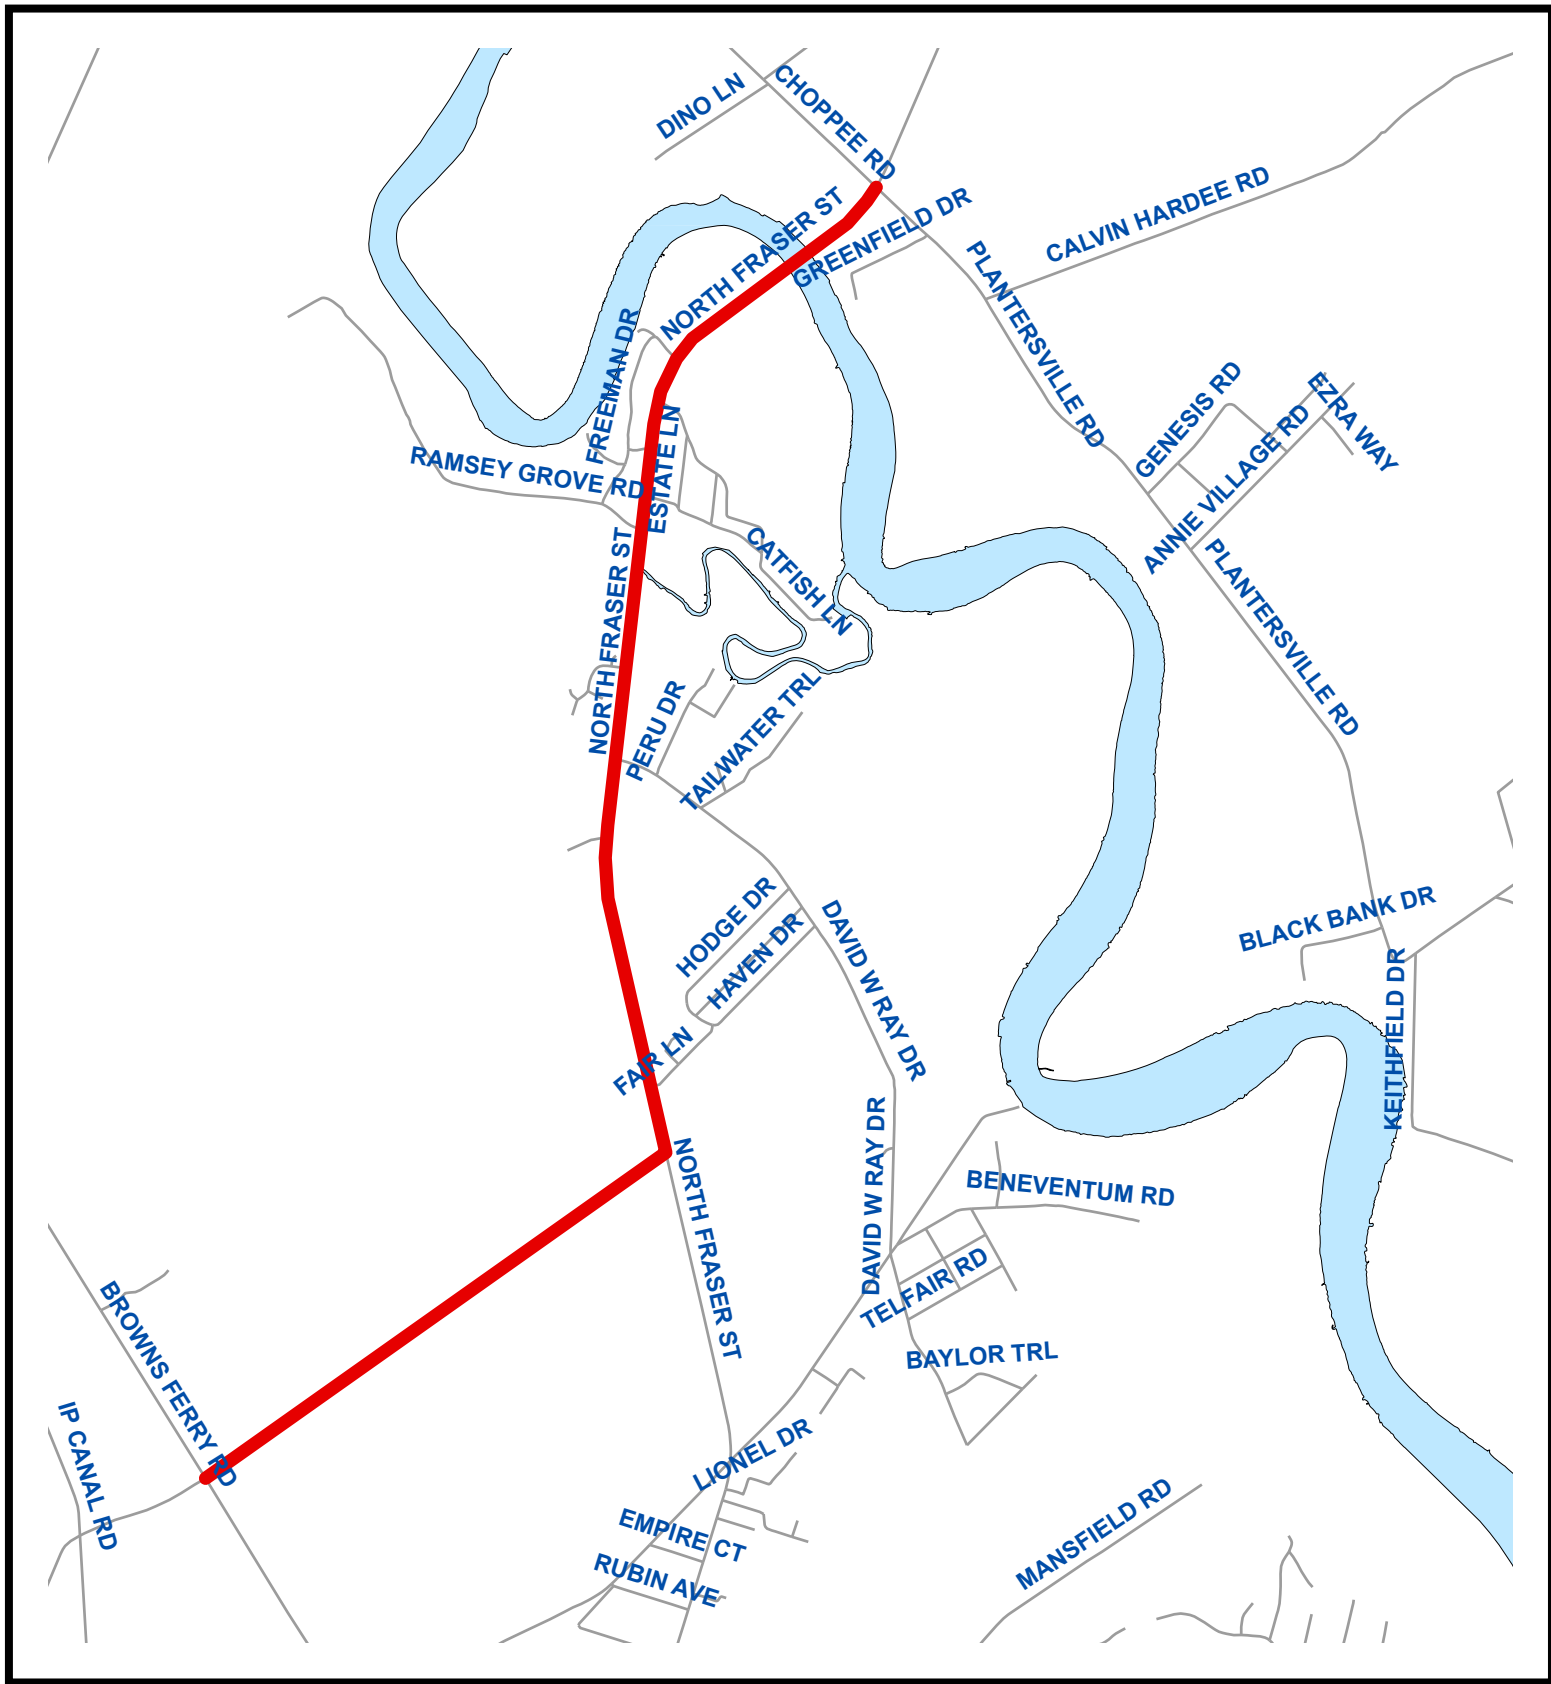 DINO LN
CHOPPEE RD
NORTH FRASER ST
GREENFIELD DR
CALVIN HARDEE RD
PLANTERSVILLE RD
FREEMAN DR
ESTATE LN
RAMSEY GROVE RD
GENESIS RD
ANNIE VILLAGE RD
EZRA WAY
NORTH FRASER ST
CATFISH LN
PLANTERSVILLE RD
PERU DR
TAILWATER TRL
HODGE DR
HAVEN DR
DAVID W RAY DR
BLACK BANK DR
KEITHFIELD DR
FAIR LN
NORTH FRASER ST
DAVID W RAY DR
BENEVENTUM RD
TELFAIR RD
BAYLOR TRL
BROWNS FERRY RD
IP CANAL RD
LIONEL DR
EMPIRE CT
RUBIN AVE
MANSFIELD RD